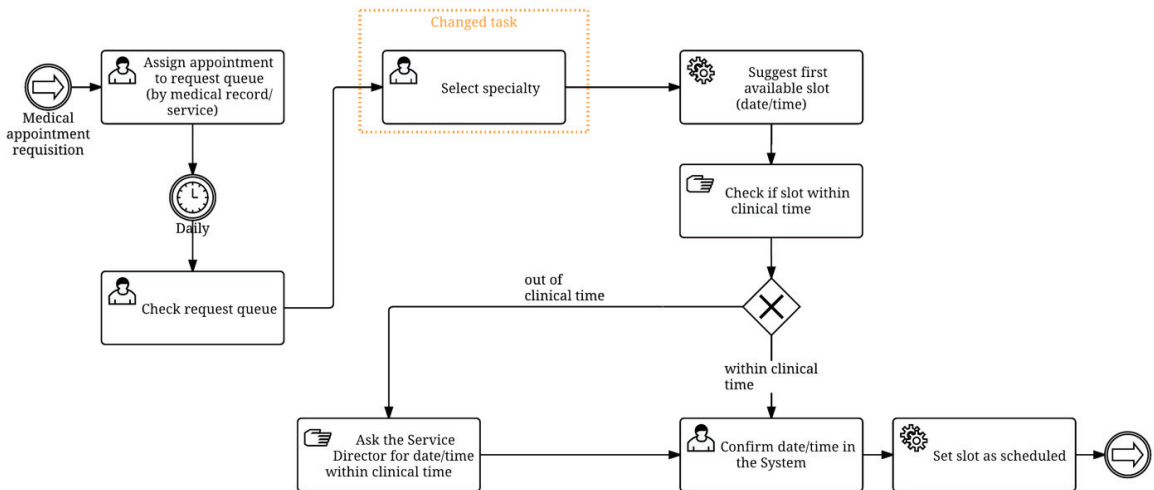 Changed task
Medical
appointment
requisition
Assign appointment
to request queue
(by medical record/
service)
Daily
Check request queue
Select specialty
Suggest first
available slot
(date/time)
Check if slot within
clinical time
out of
clinical time
within clinical
time
Ask the Service
Director for date/time
within clinical time
Confirm date/time in
the System
Set slot as scheduled